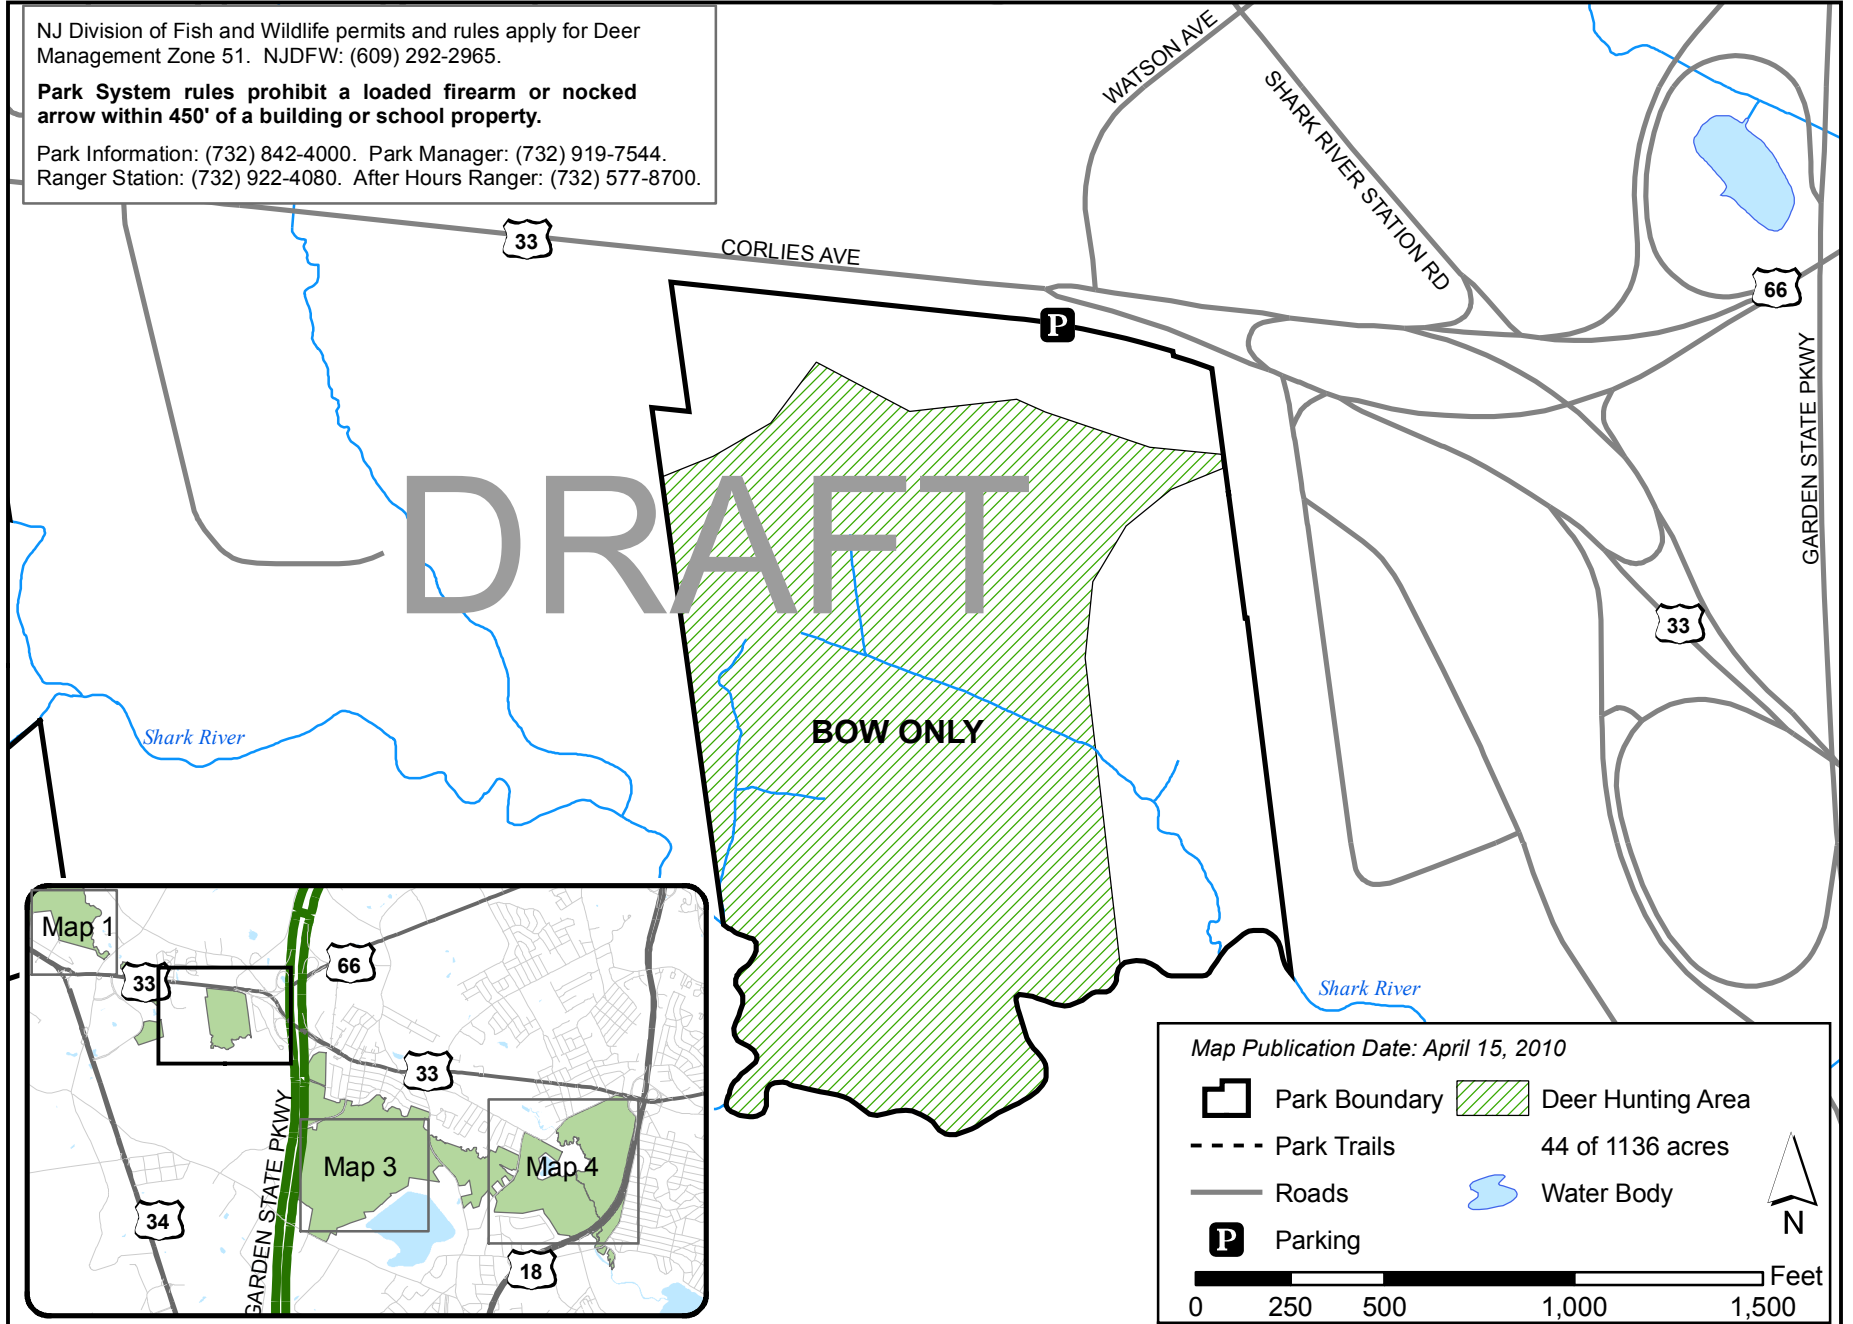 NJ Division of Fish and Wildlife permits and rules apply for Deer
Management Zone 51. NJDFW: (609) 292-2965.
Park System rules prohibit a loaded firearm or nocked
arrow within 450' of a building or school property.
Park Information: (732) 842-4000. Park Manager: (732) 919-7544.
Ranger Station: (732) 922-4080. After Hours Ranger: (732) 577-8700.
WATSON AVE
SHARK RIVER STATION RD
33
CORLIES AVE
66
P
GARDEN STATE PKWY
DRAFT
33
BOW ONLY
Shark River
Shark River
Map 1
33
66
33
Map 3
Map 4
34
GARDEN STATE PKWY
18
Map Publication Date: April 15, 2010
Park Boundary
Deer Hunting Area
Park Trails
44 of 1136 acres
Roads
Water Body
P
Parking
N
Feet
0 250 500 1,000 1,500